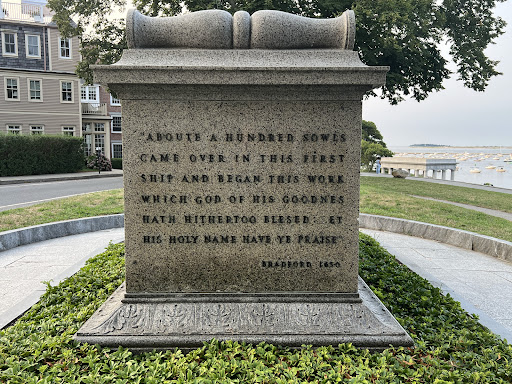 "ABOUTE A HUNDRED SOWLS
CAME OVER IN THIS FIRST
SHIP AND BEGAN THIS WORK
WHICH GOD OF HIS GOODNES
HATH HITHERTOO BLESED · ET
HIS HOLY NAME HAVE YE PRAISE"
BRADFORD 1650